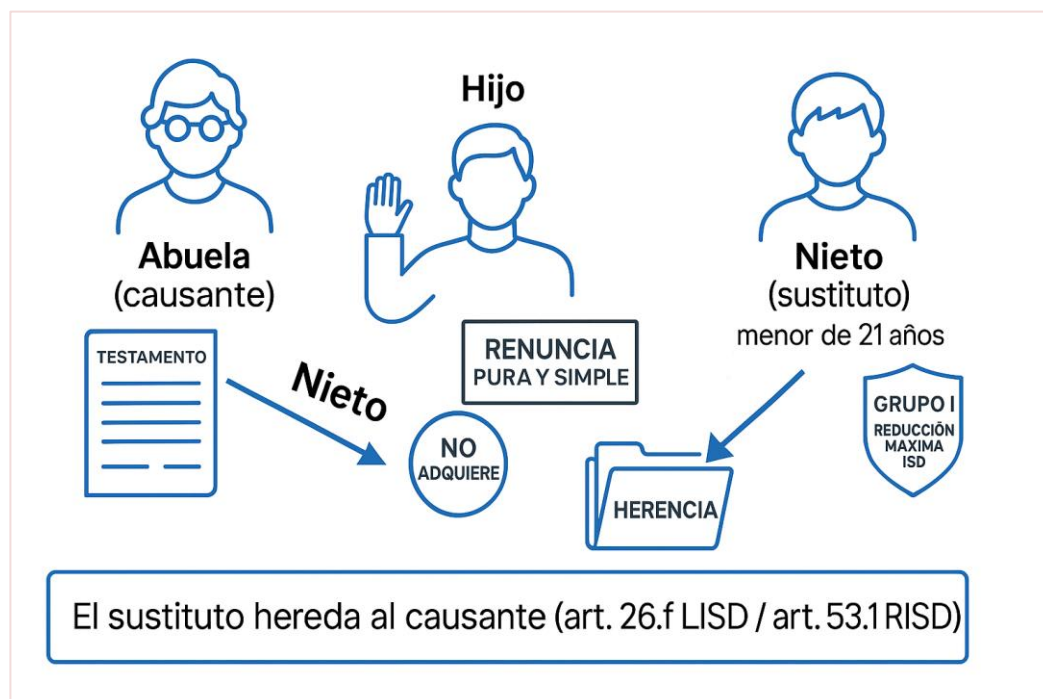 Abuela
(causante)
Hijo
Nieto
(sustituto)
menor de 21 años
TESTAMENTO
Nieto
RENUNCIA
PURA Y SIMPLE
NO
ADQUIERE
HERENCIA
GRUPO I
REDUCCIÕN
MAXIMA
ISD
El sustituto hereda al causante (art. 26.f LISD / art. 53.1 RISD)